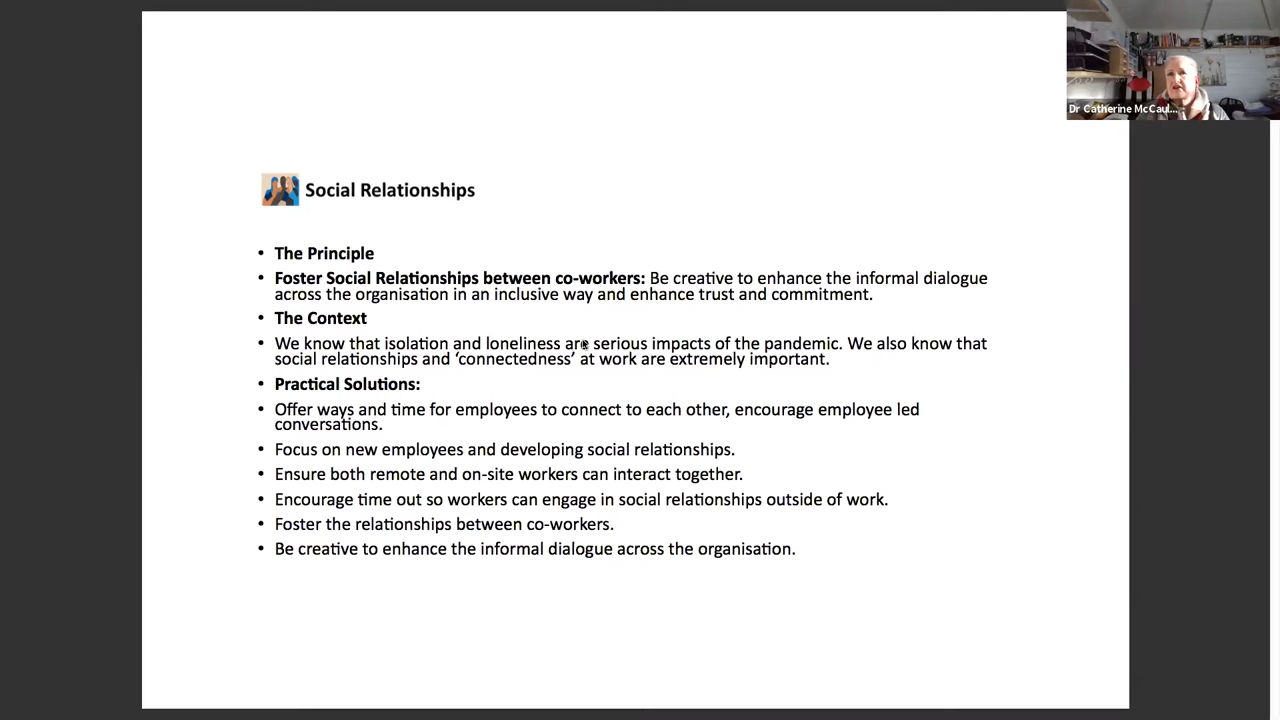 Dr Catherine McCaul...
Social Relationships
• The Principle
• Foster Social Relationships between co-workers: Be creative to enhance the informal dialogue
across the organisation in an inclusive way and enhance trust and commitment.
• The Context
• We know that isolation and loneliness are serious impacts of the pandemic. We also know that
social relationships and ‘connectedness’ at work are extremely important.
• Practical Solutions:
• Offer ways and time for employees to connect to each other, encourage employee led
conversations.
• Focus on new employees and developing social relationships.
• Ensure both remote and on-site workers can interact together.
• Encourage time out so workers can engage in social relationships outside of work.
• Foster the relationships between co-workers.
• Be creative to enhance the informal dialogue across the organisation.